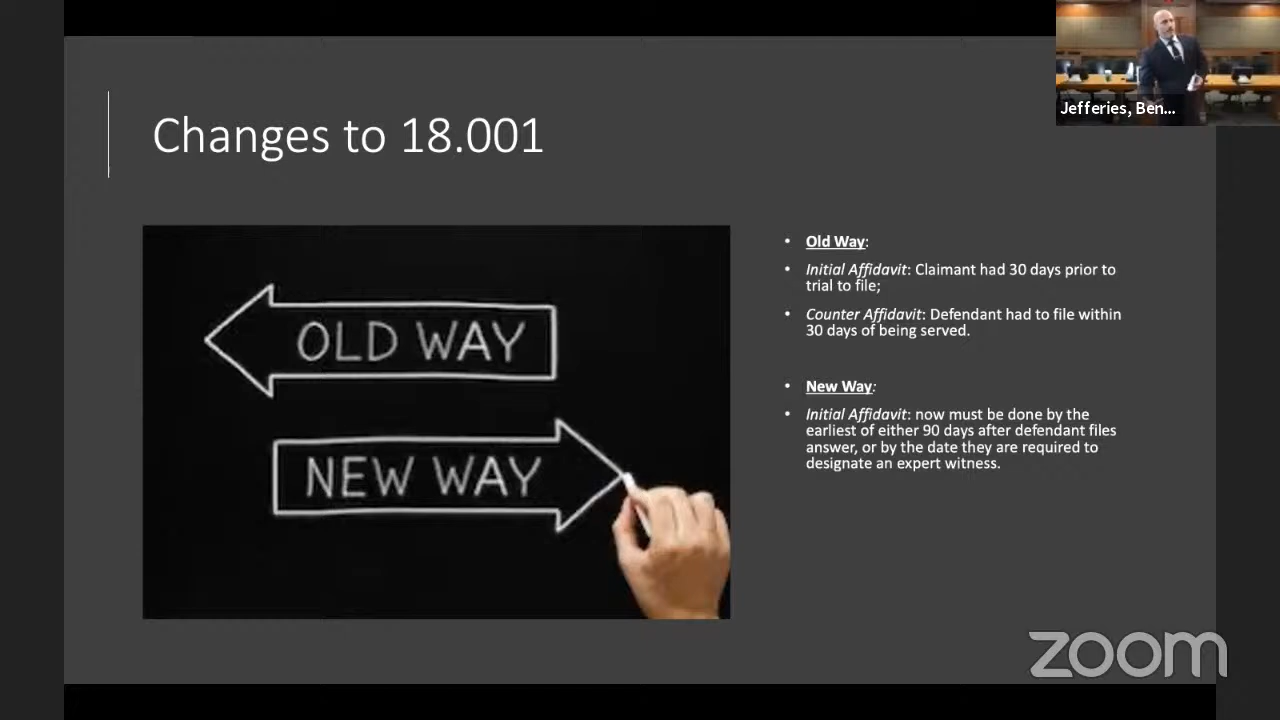 Jefferies, Ben...
Changes to 18.001
OLD WAY
NEW WAY
• Old Way:
• Initial Affidavit: Claimant had 30 days prior to
trial to file;
• Counter Affidavit: Defendant had to file within
30 days of being served.
• New Way:
• Initial Affidavit: now must be done by the
earliest of either 90 days after defendant files
answer, or by the date they are required to
designate an expert witness.
zoom